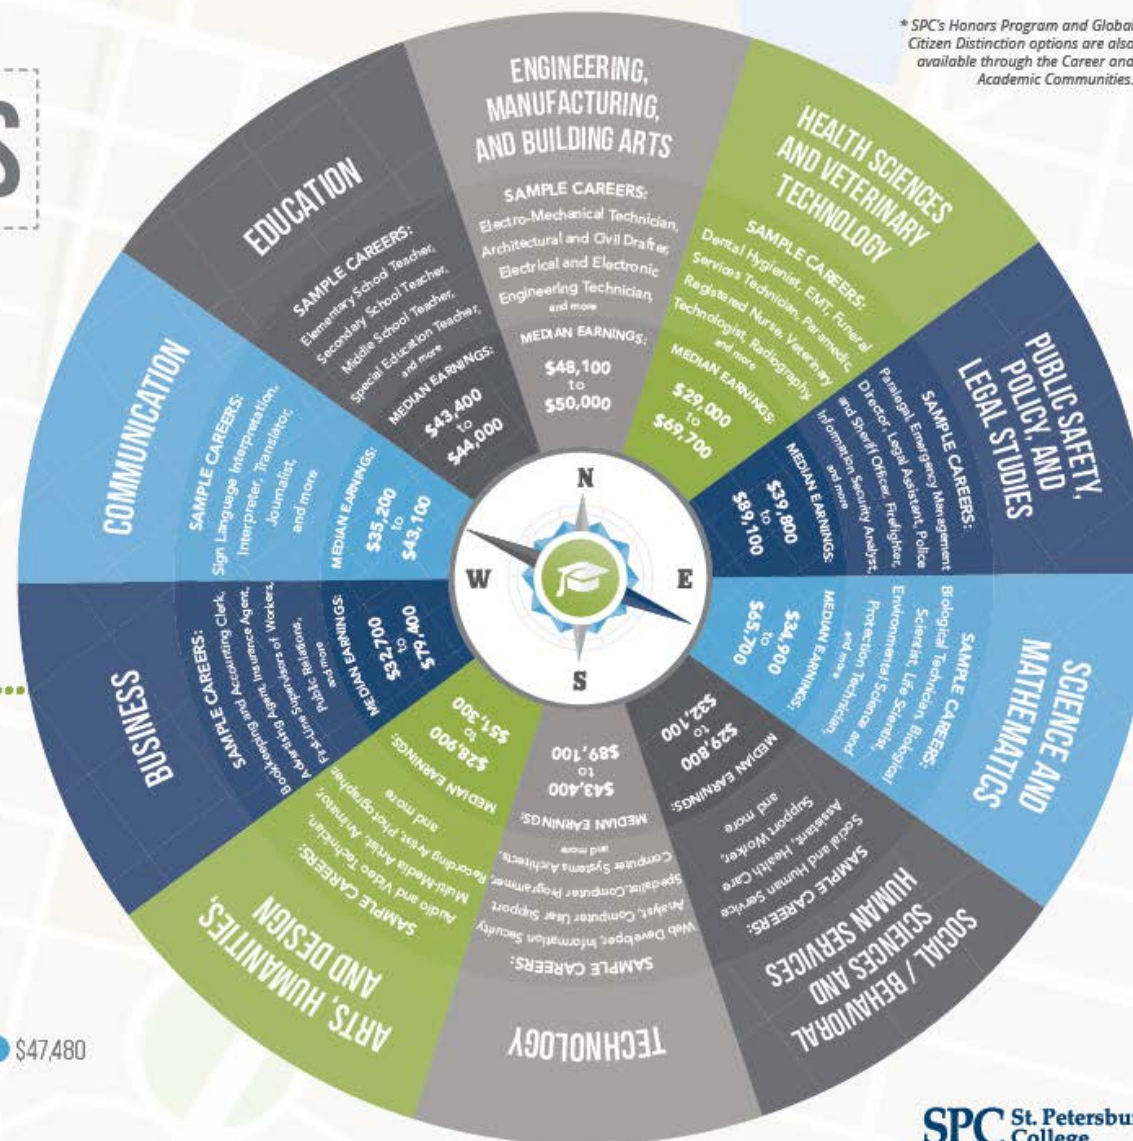 S
* SPC's Honors Program and Global
Citizen Distinction options are also
available through the Career and
Academic Communities.
ENGINEERING,
MANUFACTURING,
AND BUILDING ARTS
SAMPLE CAREERS:
Electro-Mechanical Technician,
Architectural and Civil Drafter,
Electrical and Electronic
Engineering Technician,
and more
MEDIAN EARNINGS:
$48,100
to
$50,000
HEALTH SCIENCES
AND VETERINARY
TECHNOLOGY
SAMPLE CAREERS:
Dental Hygienist, EMT, Funeral
Services Technician, Paramedic,
Registered Nurse, Veterinary
Technologist, Radiography,
and more
MEDIAN EARNINGS:
$29,000
to
$69,700
PUBLIC SAFETY,
POLICY, AND
LEGAL STUDIES
SAMPLE CAREERS:
Paralegal, Emergency Management
Director, Legal Assistant, Police
and Sheriff Officer, Firefighter,
Information Security Analyst,
and more
MEDIAN EARNINGS:
$39,800
to
$89,100
SCIENCE AND
MATHEMATICS
SAMPLE CAREERS:
Biological Technician, Biological
Scientist, Life Scientist,
Environmental Science and
Protection Technician,
and more
MEDIAN EARNINGS:
$34,900
to
$65,700
SOCIAL / BEHAVIORAL
SCIENCES AND
HUMAN SERVICES
SAMPLE CAREERS:
Social and Human Service
Assistant, Health Care
Support Worker,
and more
MEDIAN EARNINGS:
$29,800
to
$32,100
TECHNOLOGY
SAMPLE CAREERS:
Web Developer, Information Security
Analyst, Computer User Support
Specialist, Computer Programmer,
Computer Systems Architects,
and more
MEDIAN EARNINGS:
$43,400
to
$89,100
ARTS, HUMANITIES,
AND DESIGN
SAMPLE CAREERS:
Audio and Video Technician,
Multi-Media Artist, Animator,
Recording Artist, Photographer,
and more
MEDIAN EARNINGS:
$28,900
to
$51,300
BUSINESS
SAMPLE CAREERS:
Bookkeeping and Accounting Clerk,
Advertising Agent, Insurance Agent,
First-Line Supervisors of Workers,
Public Relations,
and more
MEDIAN EARNINGS:
$32,700
to
$79,400
COMMUNICATION
SAMPLE CAREERS:
Sign Language Interpretation,
Interpreter, Translator,
Journalist,
and more
MEDIAN EARNINGS:
$35,200
to
$43,100
EDUCATION
SAMPLE CAREERS:
Elementary School Teacher,
Secondary School Teacher,
Middle School Teacher,
Special Education Teacher,
and more
MEDIAN EARNINGS:
$43,400
to
$44,000
N
W
E
S
$47,480
SPC St. Petersbu
College